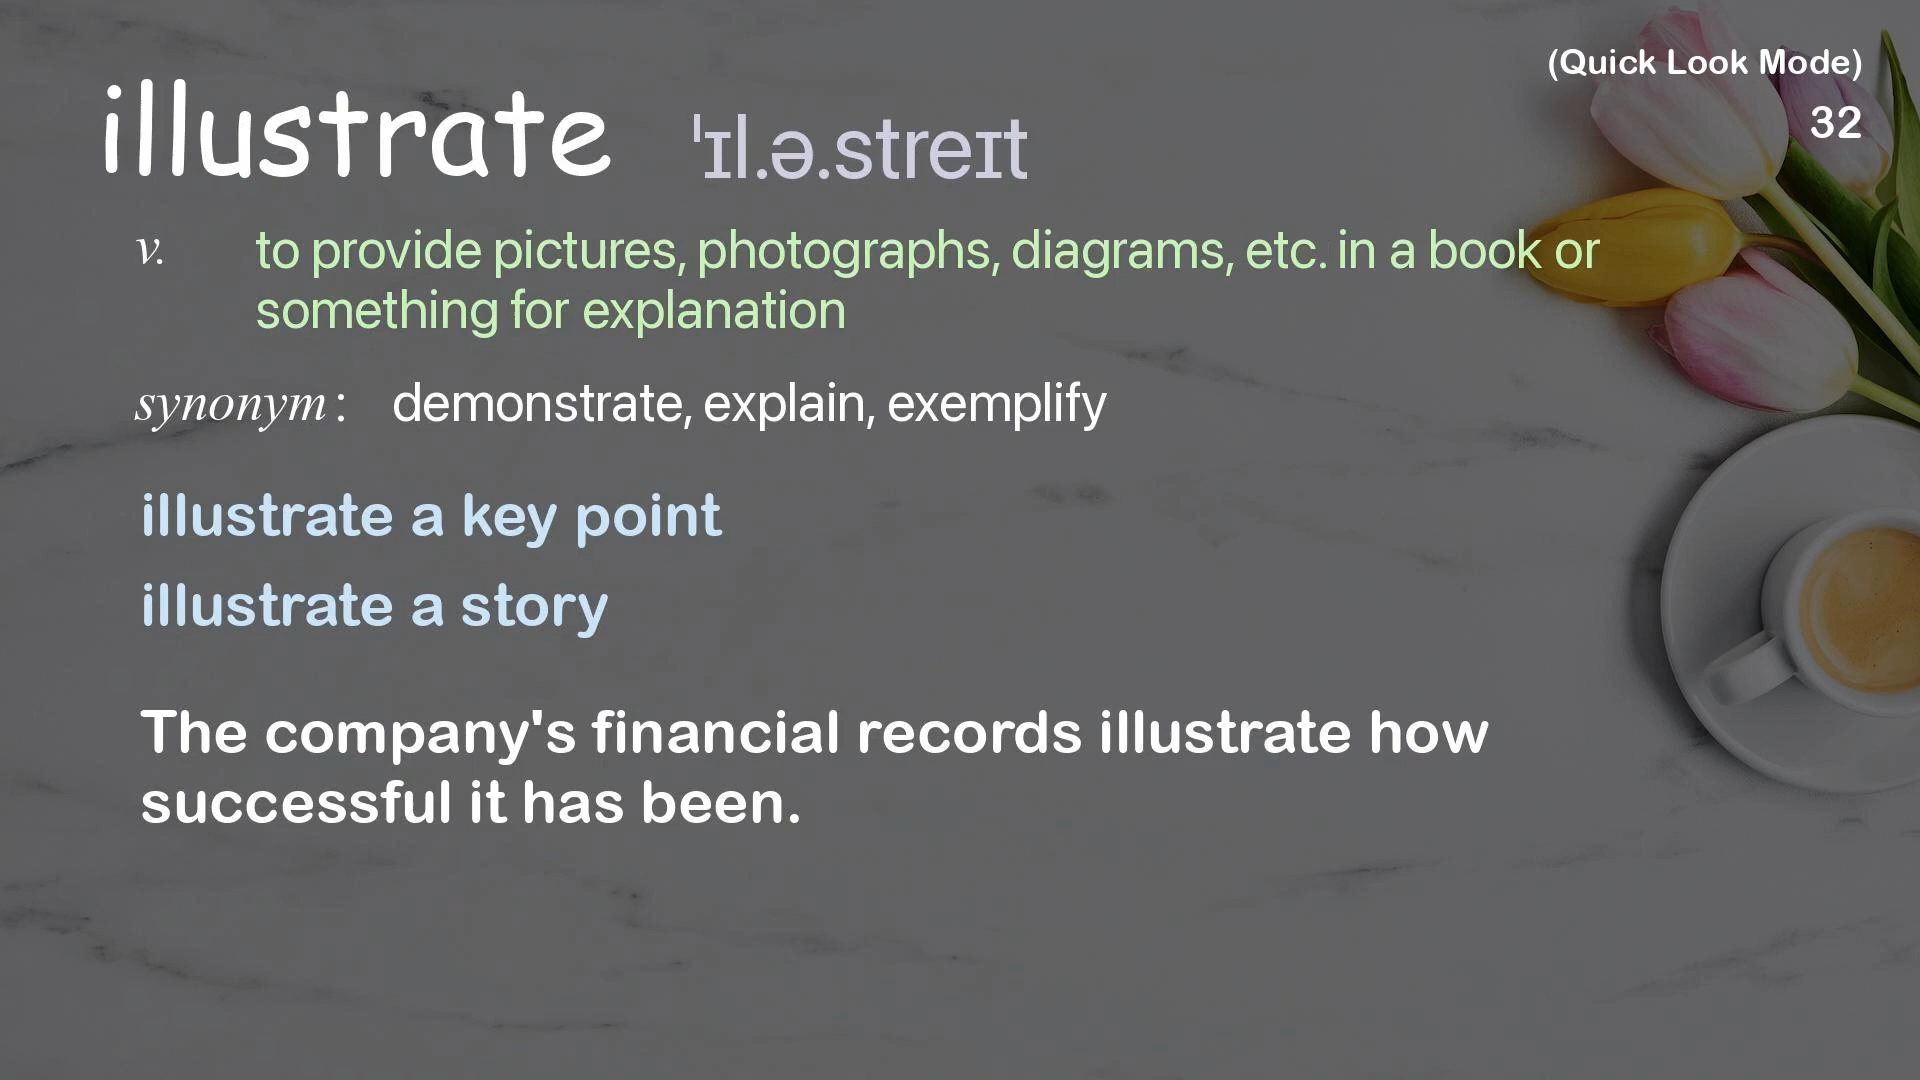 (Quick Look Mode)
32
illustrate ˈɪl.ə.streɪt
v. to provide pictures, photographs, diagrams, etc. in a book or
something for explanation
synonym: demonstrate, explain, exemplify
illustrate a key point
illustrate a story
The company's financial records illustrate how
successful it has been.